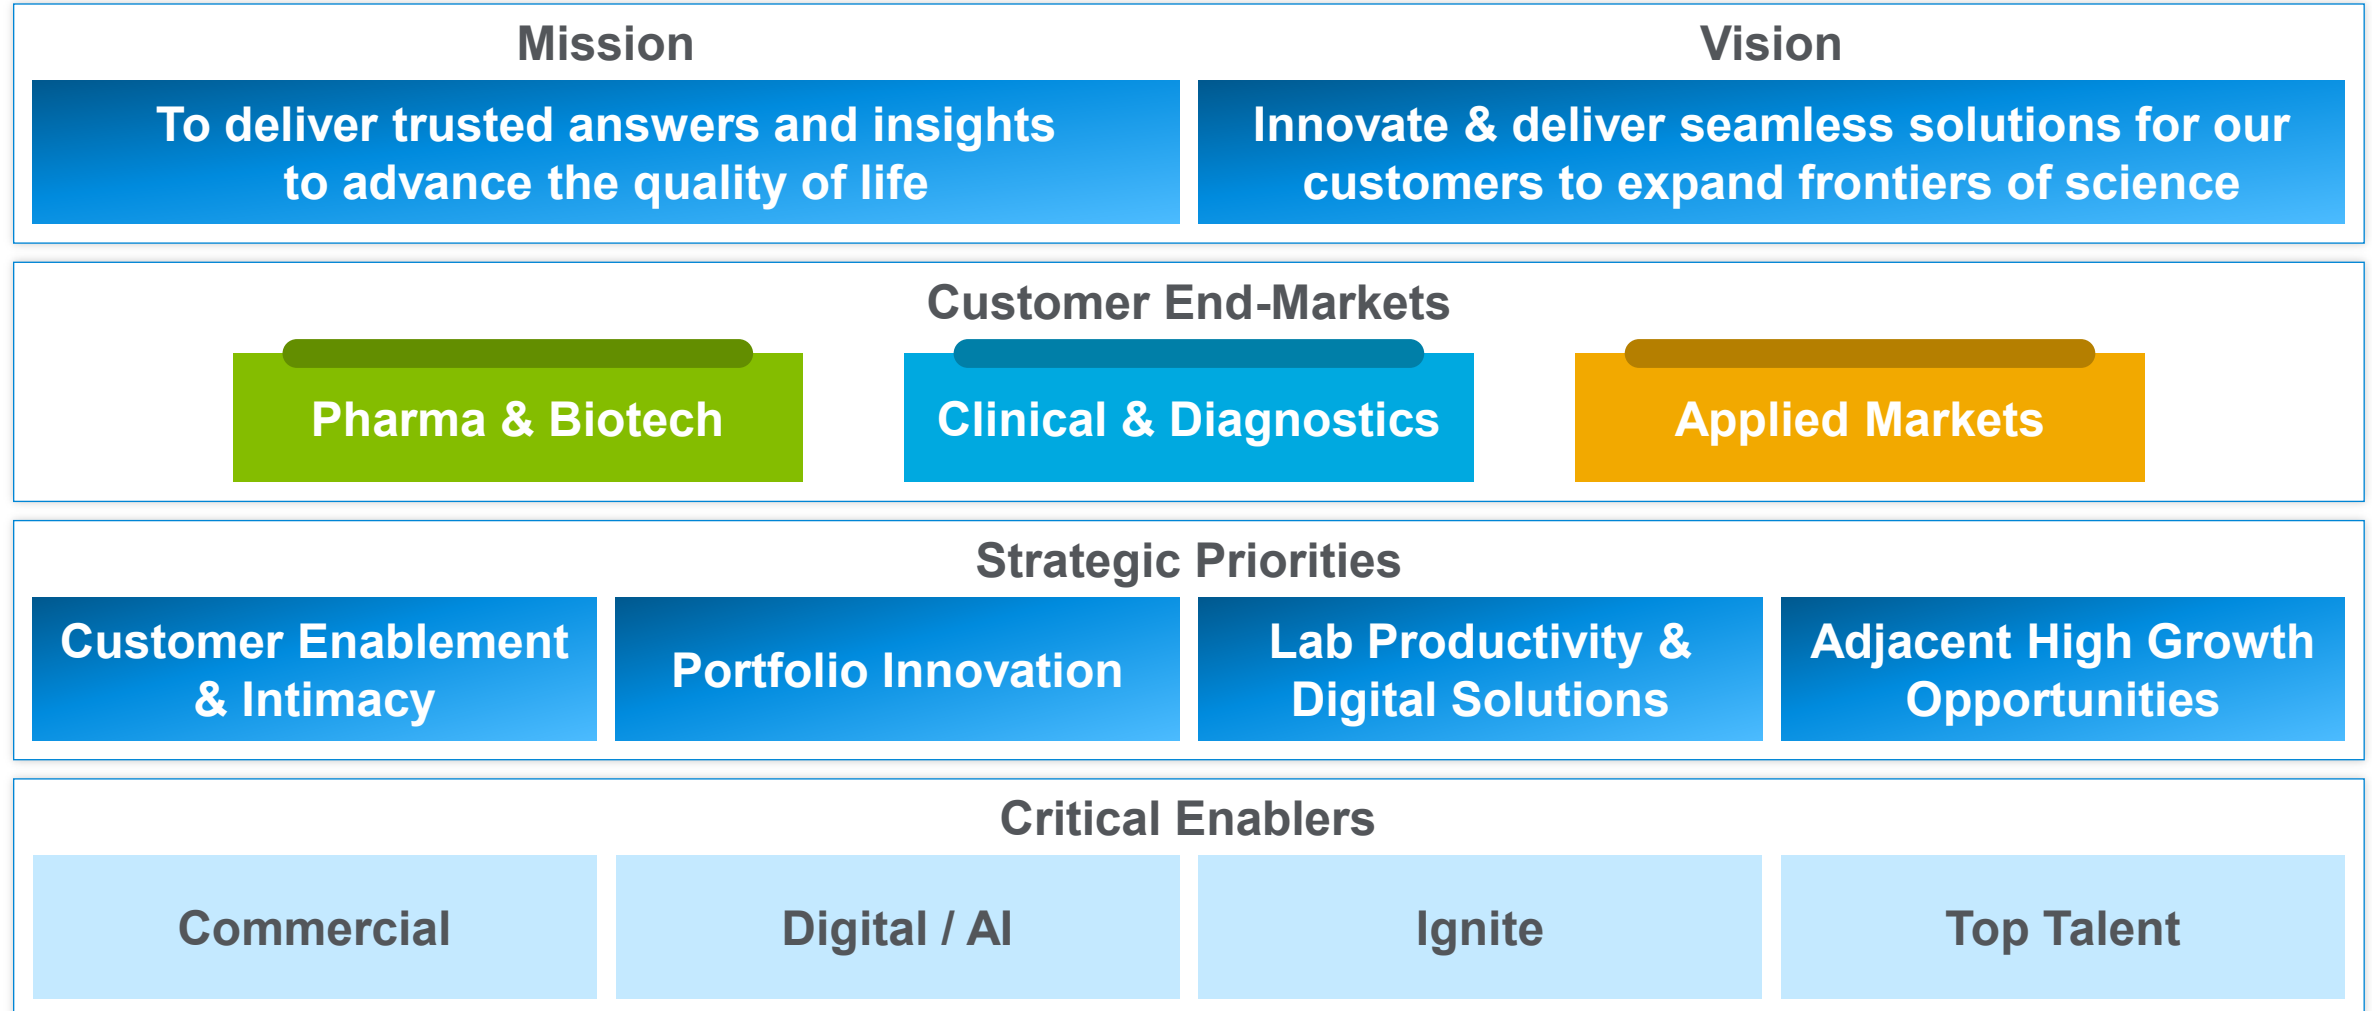 Mission
Vision
To deliver trusted answers and insights
to advance the quality of life
Innovate & deliver seamless solutions for our
customers to expand frontiers of science
Customer End-Markets
Pharma & Biotech
Clinical & Diagnostics
Applied Markets
Strategic Priorities
Customer Enablement
& Intimacy
Portfolio Innovation
Lab Productivity &
Digital Solutions
Adjacent High Growth
Opportunities
Critical Enablers
Commercial
Digital / AI
Ignite
Top Talent